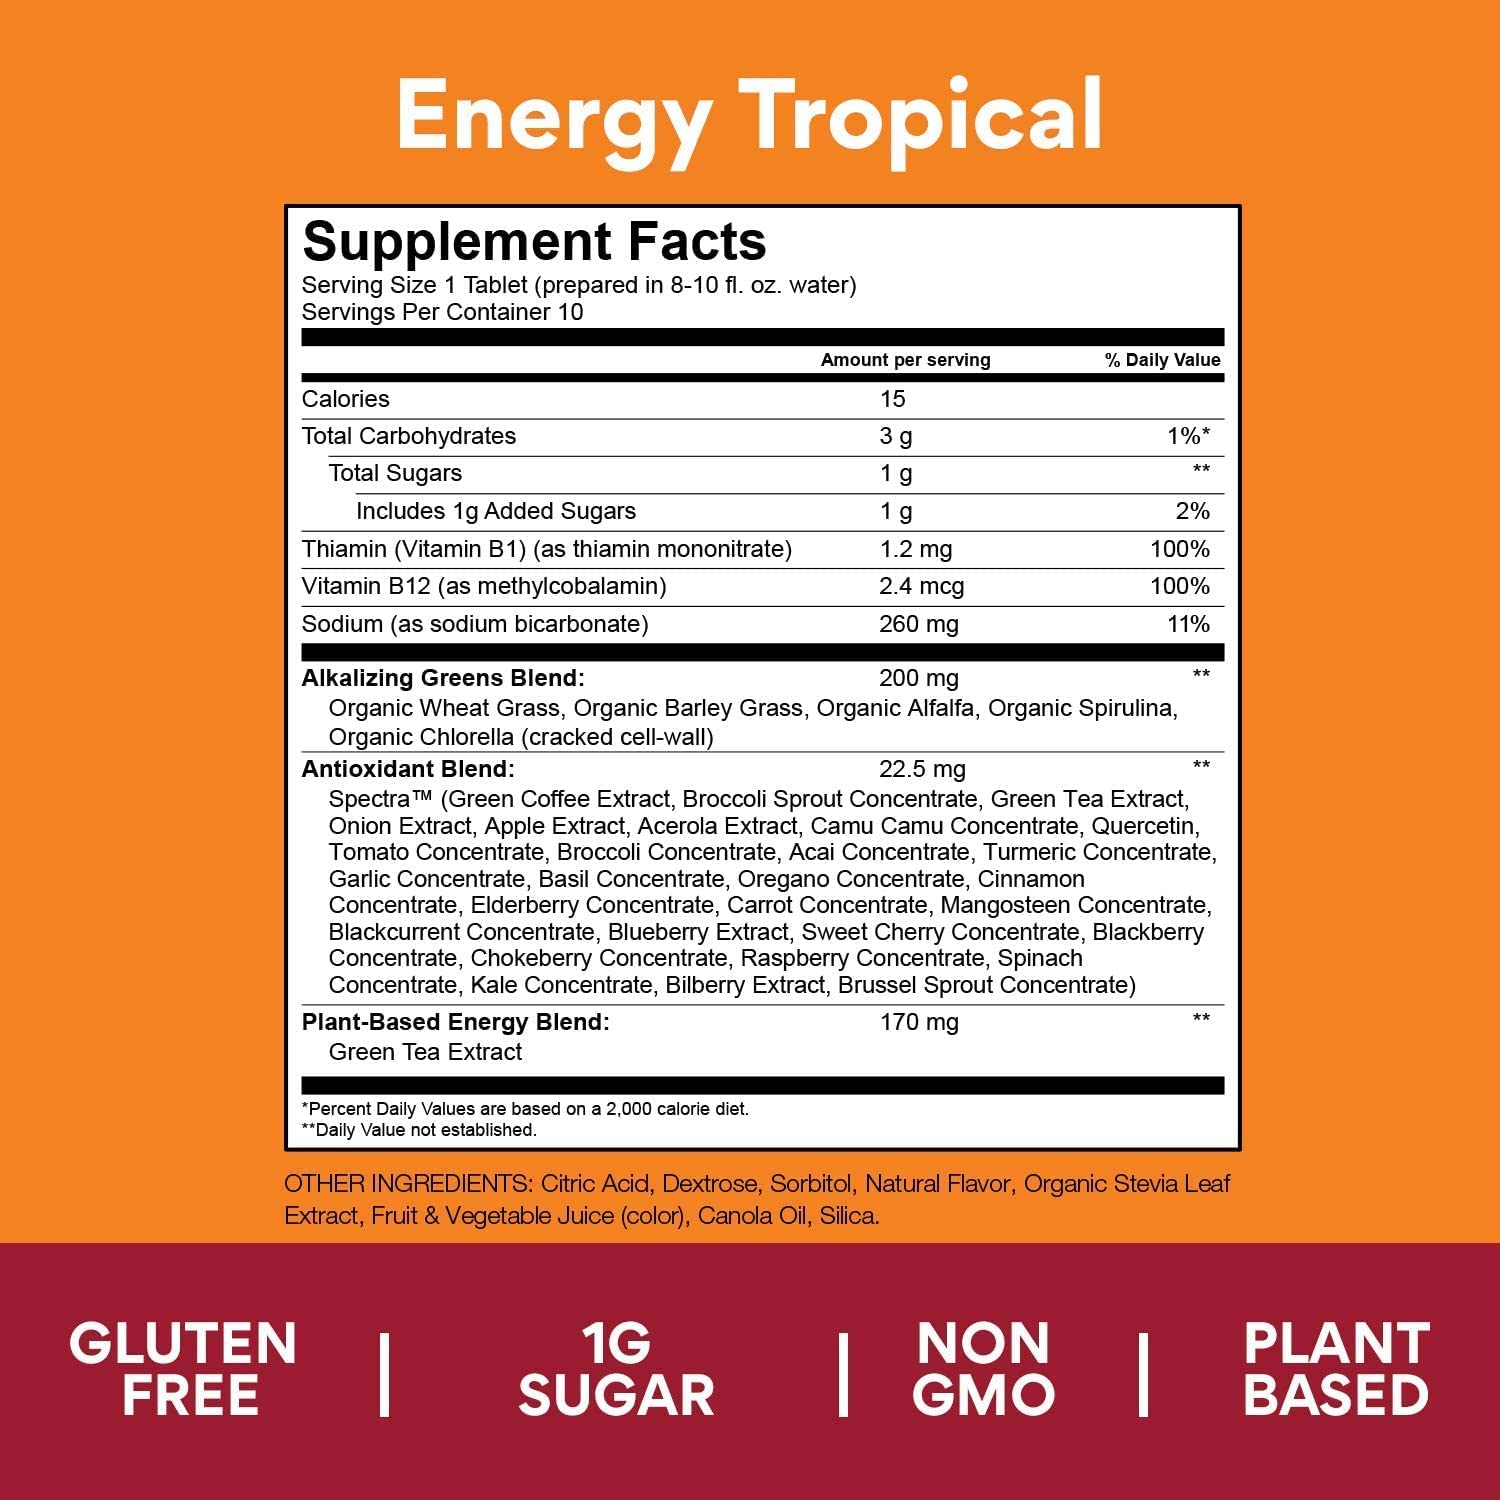 Energy Tropical
Supplement Facts
Serving Size 1 Tablet (prepared in 8-10 fl. oz. water)
Servings Per Container 10
Amount per serving % Daily Value
Calories 15
Total Carbohydrates 3 g 1%*
Total Sugars 1 g **
Includes 1g Added Sugars 1 g 2%
Thiamin (Vitamin B1) (as thiamin mononitrate) 1.2 mg 100%
Vitamin B12 (as methylcobalamin) 2.4 mcg 100%
Sodium (as sodium bicarbonate) 260 mg 11%
Alkalizing Greens Blend: 200 mg **
Organic Wheat Grass, Organic Barley Grass, Organic Alfalfa, Organic Spirulina,
Organic Chlorella (cracked cell-wall)
Antioxidant Blend: 22.5 mg **
Spectra™ (Green Coffee Extract, Broccoli Sprout Concentrate, Green Tea Extract,
Onion Extract, Apple Extract, Acerola Extract, Camu Camu Concentrate, Quercetin,
Tomato Concentrate, Broccoli Concentrate, Acai Concentrate, Turmeric Concentrate,
Garlic Concentrate, Basil Concentrate, Oregano Concentrate, Cinnamon
Concentrate, Elderberry Concentrate, Carrot Concentrate, Mangosteen Concentrate,
Blackcurrent Concentrate, Blueberry Extract, Sweet Cherry Concentrate, Blackberry
Concentrate, Chokeberry Concentrate, Raspberry Concentrate, Spinach
Concentrate, Kale Concentrate, Bilberry Extract, Brussel Sprout Concentrate)
Plant-Based Energy Blend: 170 mg **
Green Tea Extract
*Percent Daily Values are based on a 2,000 calorie diet.
**Daily Value not established.
OTHER INGREDIENTS: Citric Acid, Dextrose, Sorbitol, Natural Flavor, Organic Stevia Leaf
Extract, Fruit & Vegetable Juice (color), Canola Oil, Silica.
GLUTEN
FREE
1G
SUGAR
NON
GMO
PLANT
BASED